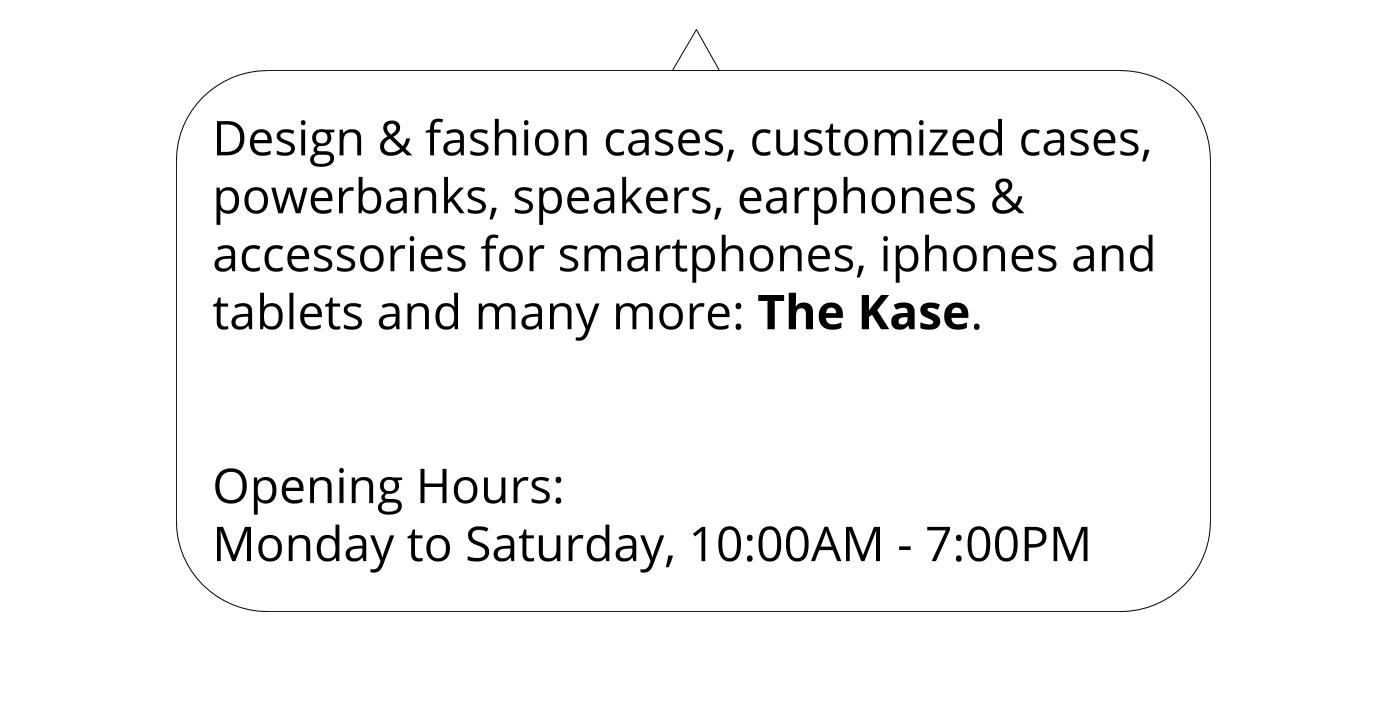 Design & fashion cases, customized cases,
powerbanks, speakers, earphones &
accessories for smartphones, iphones and
tablets and many more: The Kase.
Opening Hours:
Monday to Saturday, 10:00AM - 7:00PM